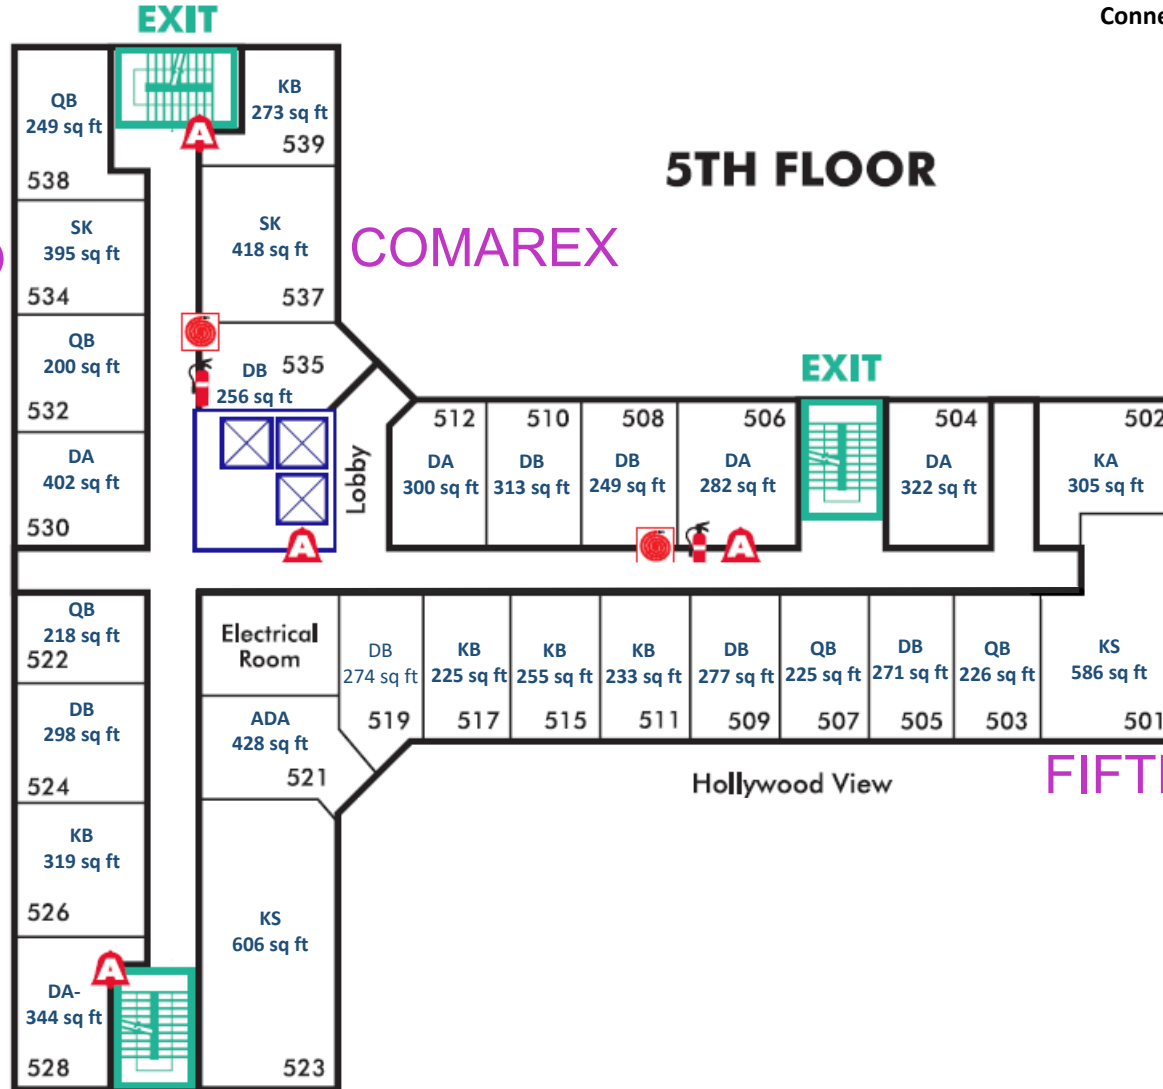 Conne
EXIT
QB
249 sq ft
538
KB
273 sq ft
539
A
5TH FLOOR
SK
395 sq ft
534
SK
418 sq ft
537
COMAREX
QB
200 sq ft
532
DB
256 sq ft
535
EXIT
DA
402 sq ft
530
Lobby
A
512
DA
300 sq ft
510
DB
313 sq ft
508
DB
249 sq ft
506
DA
282 sq ft
A
504
DA
322 sq ft
502
KA
305 sq ft
QB
218 sq ft
522
Electrical
Room
DB
274 sq ft
519
KB
225 sq ft
517
KB
255 sq ft
515
KB
233 sq ft
511
DB
277 sq ft
509
QB
225 sq ft
507
DB
271 sq ft
505
QB
226 sq ft
503
KS
586 sq ft
501
DB
298 sq ft
524
ADA
428 sq ft
521
Hollywood View
FIFT
KB
319 sq ft
526
KS
606 sq ft
523
A
DA-
344 sq ft
528